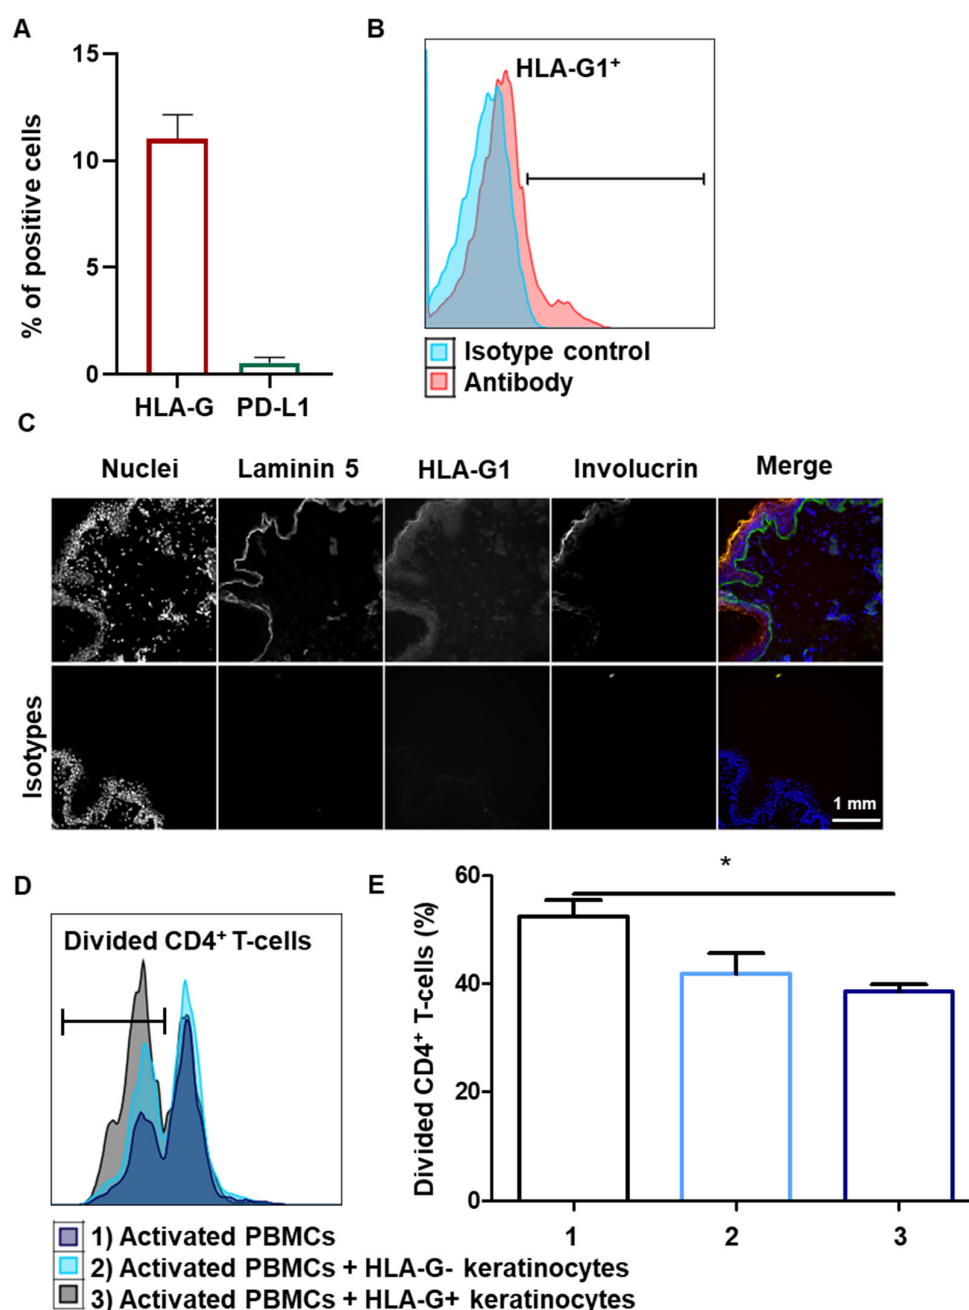 A
15
10
5
0
% of positive cells
HLA-G PD-L1
B
HLA-G1⁺
Isotype control
Antibody
C
Nuclei Laminin 5 HLA-G1 Involucrin Merge
Isotypes
1 mm
D
Divided CD4⁺ T-cells
1) Activated PBMCs
2) Activated PBMCs + HLA-G- keratinocytes
3) Activated PBMCs + HLA-G+ keratinocytes
E
*
60
40
20
0
Divided CD4⁺ T-cells (%)
1 2 3